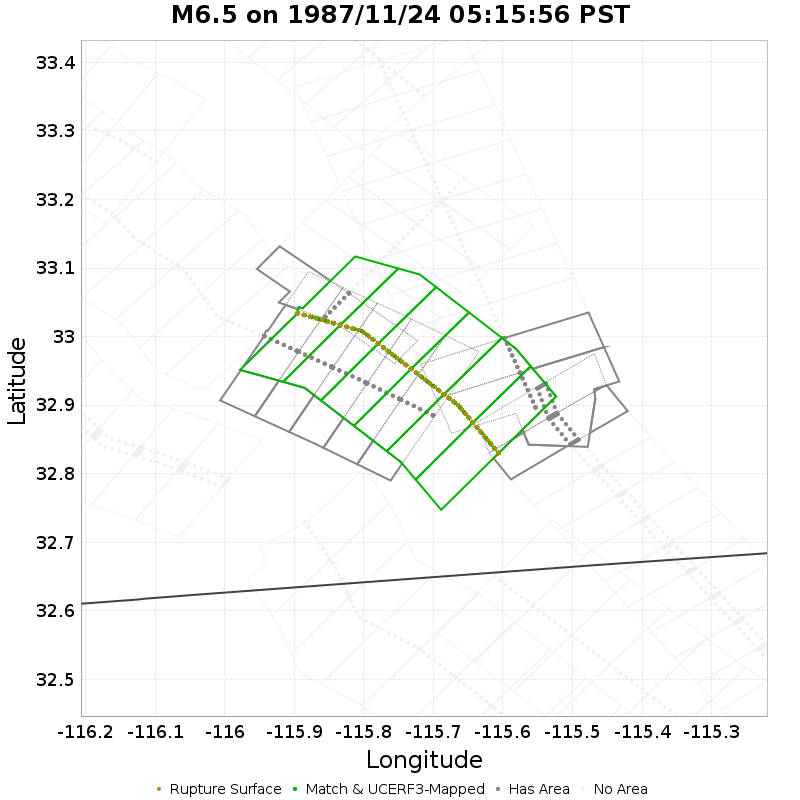 M6.5 on 1987/11/24 05:15:56 PST
33.4
33.3
33.2
33.1
33
32.9
32.8
32.7
32.6
32.5
Latitude
-116.2 -116.1 -116 -115.9 -115.8 -115.7 -115.6 -115.5 -115.4 -115.3
Longitude
Rupture Surface Match & UCERF3-Mapped Has Area No Area